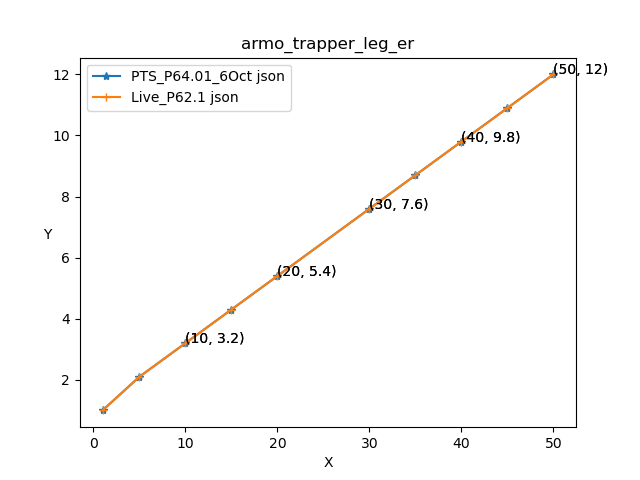 armo_trapper_leg_er
PTS_P64.01_6Oct json
Live_P62.1 json
(50, 12)
(40, 9.8)
(30, 7.6)
(20, 5.4)
(10, 3.2)
12
10
8
6
4
2
Y
0 10 20 30 40 50
X